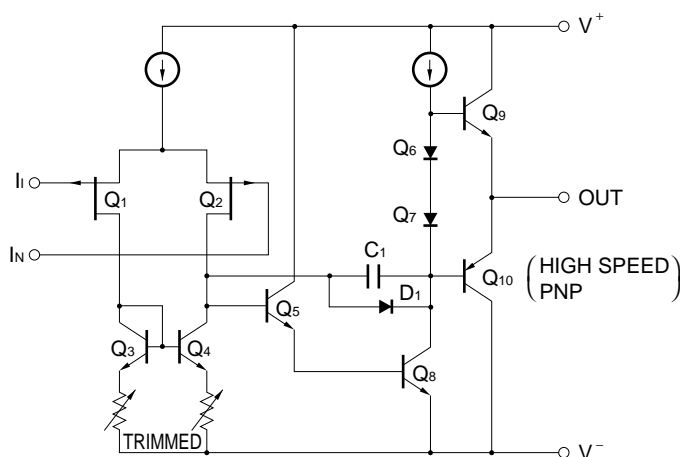 V+
Q9
Q6
II
Q1
Q2
Q7
OUT
IN
C1
Q10
(HIGH SPEED
PNP)
Q5
D1
Q3
Q4
Q8
TRIMMED
V−